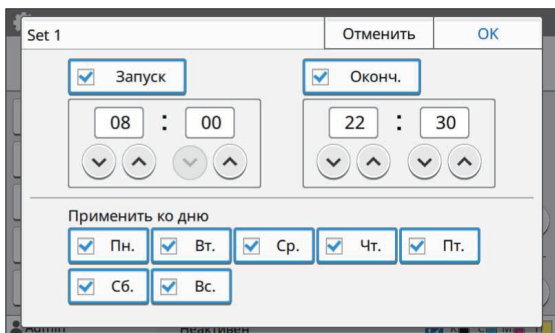 Set 1 Отменить OK
Запуск Оконч.
08 : 00 22 : 30
Применить ко дню
Пн. Вт. Ср. Чт. Пт.
Сб. Вс.
Admin Неактивен